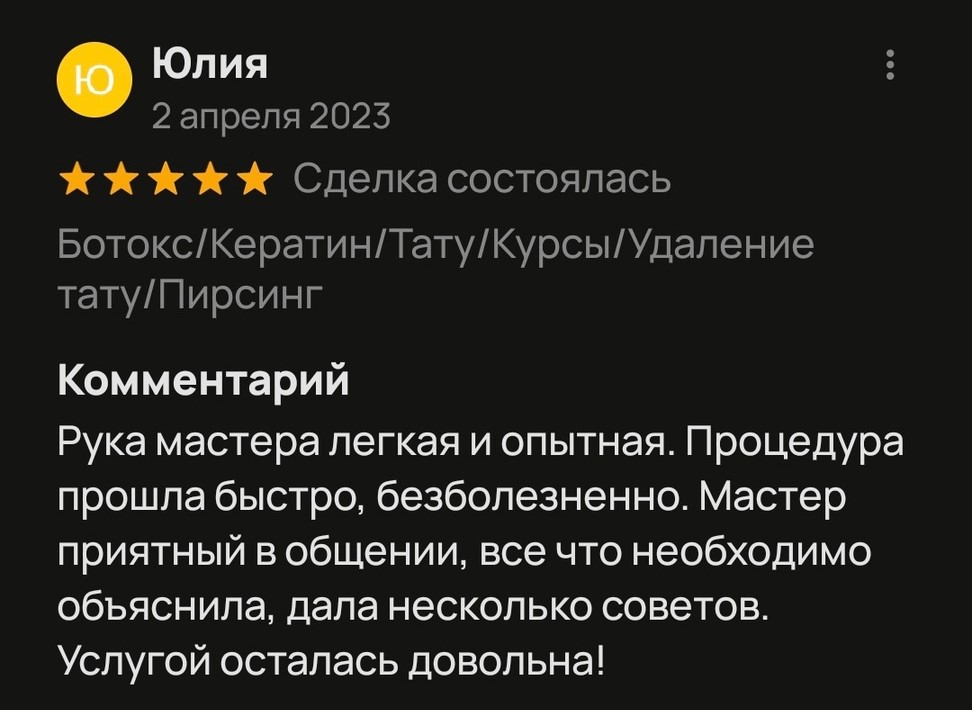 Ю
Юлия
2 апреля 2023
Сделка состоялась
Ботокс/Кератин/Тату/Курсы/Удаление
тату/Пирсинг
Комментарий
Рука мастера легкая и опытная. Процедура
прошла быстро, безболезненно. Мастер
приятный в общении, все что необходимо
объяснила, дала несколько советов.
Услугой осталась довольна!